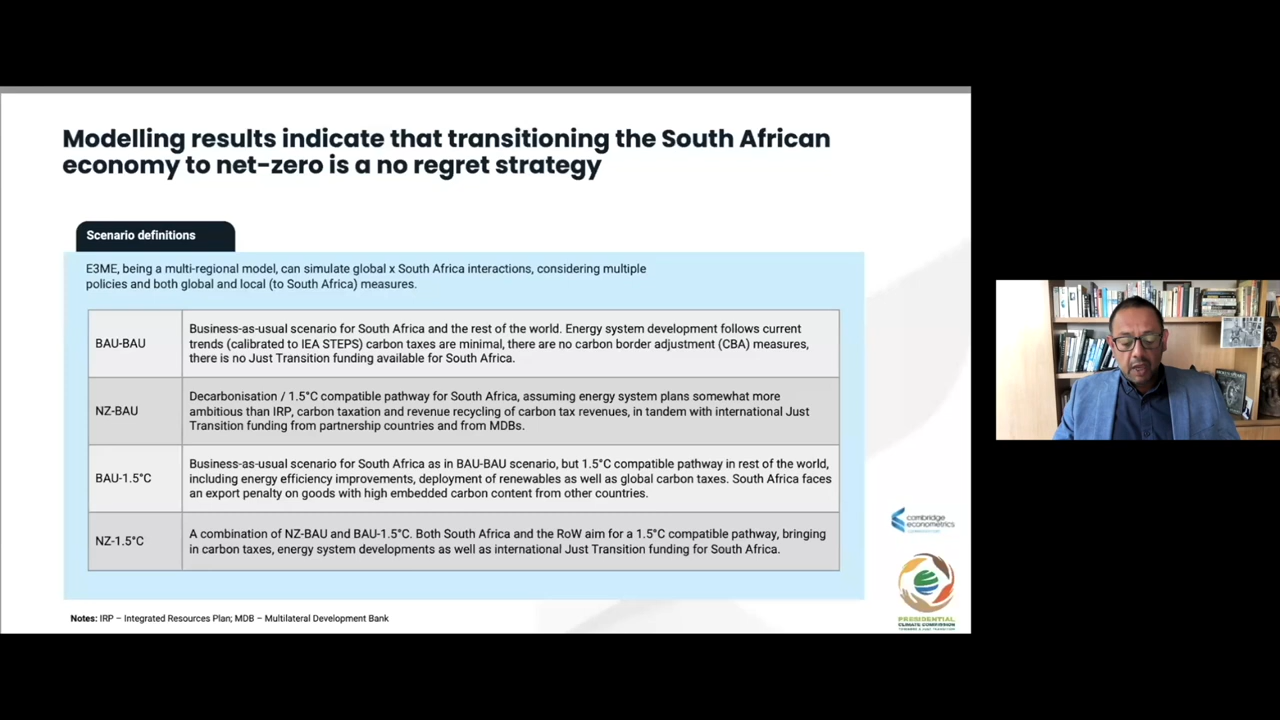 Modelling results indicate that transitioning the South African
economy to net-zero is a no regret strategy
Scenario definitions
E3ME, being a multi-regional model, can simulate global x South Africa interactions, considering multiple
policies and both global and local (to South Africa) measures.
BAU-BAU
Business-as-usual scenario for South Africa and the rest of the world. Energy system development follows current
trends (calibrated to IEA STEPS) carbon taxes are minimal, there are no carbon border adjustment (CBA) measures,
there is no Just Transition funding available for South Africa.
NZ-BAU
Decarbonisation / 1.5°C compatible pathway for South Africa, assuming energy system plans somewhat more
ambitious than IRP, carbon taxation and revenue recycling of carbon tax revenues, in tandem with international Just
Transition funding from partnership countries and from MDBs.
BAU-1.5°C
Business-as-usual scenario for South Africa as in BAU-BAU scenario, but 1.5°C compatible pathway in rest of the world,
including energy efficiency improvements, deployment of renewables as well as global carbon taxes. South Africa faces
an export penalty on goods with high embedded carbon content from other countries.
NZ-1.5°C
A combination of NZ-BAU and BAU-1.5°C. Both South Africa and the RoW aim for a 1.5°C compatible pathway, bringing
in carbon taxes, energy system developments as well as international Just Transition funding for South Africa.
cambridge
econometrics
PRESIDENTIAL
CLIMATE COMMISSION
TOWARDS A JUST TRANSITION
Notes: IRP – Integrated Resources Plan; MDB – Multilateral Development Bank